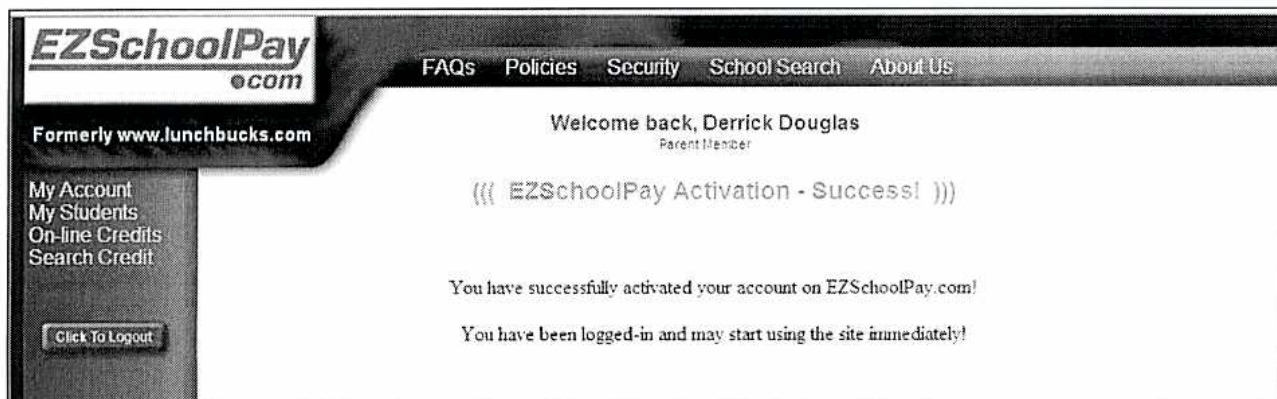 EZSchoolPay
.com
Formerly www.lunchbucks.com
FAQs Policies Security School Search About Us
Welcome back, Derrick Douglas
Parent Member
((( EZSchoolPay Activation - Success! )))
My Account
My Students
On-line Credits
Search Credit
Click To Logout
You have successfully activated your account on EZSchoolPay.com!
You have been logged-in and may start using the site immediately!